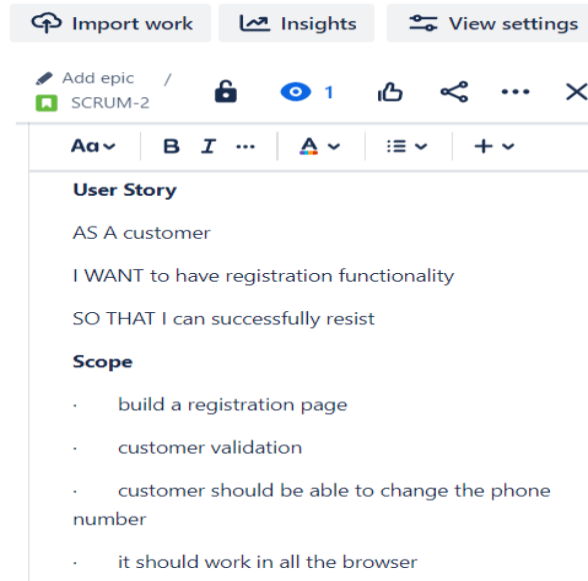 Import work Insights View settings
Add epic /
SCRUM-2 1
Aa B I ... A +
User Story
AS A customer
I WANT to have registration functionality
SO THAT I can successfully resist
Scope
· build a registration page
· customer validation
· customer should be able to change the phone
number
· it should work in all the browser